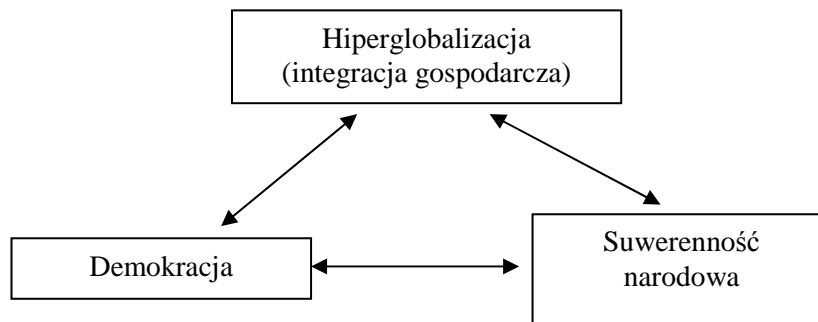 Hiperglobalizacja
(integracja gospodarcza)
Demokracja
Suwerenność
narodowa